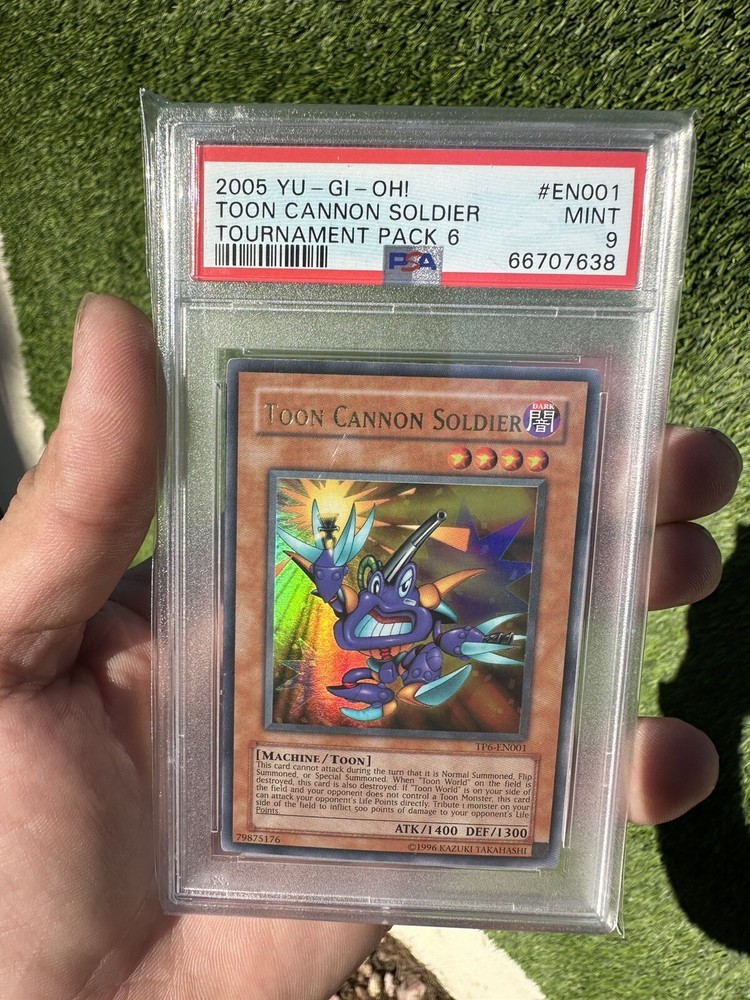 2005 YU-GI-OH! #EN001
TOON CANNON SOLDIER MINT
TOURNAMENT PACK 6 9
PSA 66707638
TOON CANNON SOLDIER DARK 闇
TP6-EN001
[MACHINE/TOON]
This card cannot attack during the turn that it is Normal Summoned, Flip
Summoned, or Special Summoned. When "Toon World" on the field is
destroyed, this card is also destroyed. If "Toon World" is on your side of
the field and your opponent does not control a Toon Monster, this card
can attack your opponent's Life Points directly. Tribute 1 monster on your
side of the field to inflict 500 points of damage to your opponent's Life
Points.
ATK/1400 DEF/1300
79875176 ©1996 KAZUKI TAKAHASHI